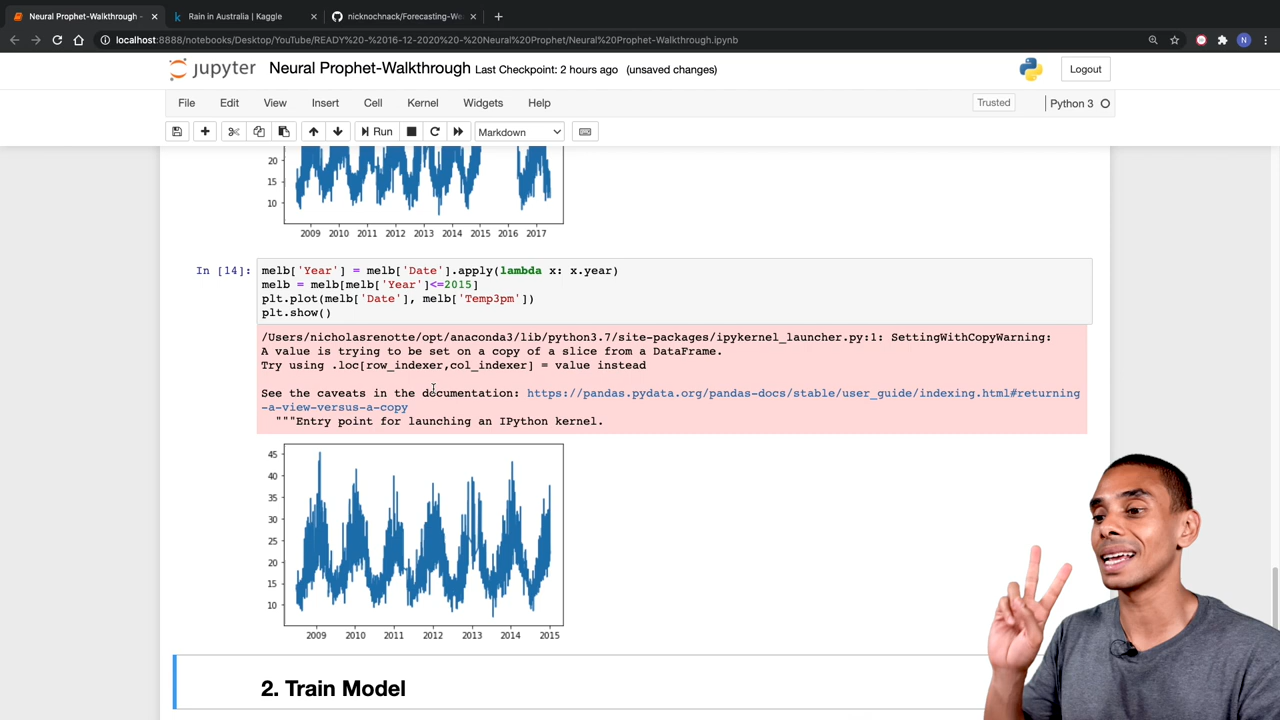 Neural Prophet-Walkthrough -
Rain in Australia | Kaggle
nicknochnack/Forecasting-We
localhost:8888/notebooks/Desktop/YouTube/READY%20-%2016-12-2020%20-%20Neural%20Prophet/Neural%20Prophet-Walkthrough.ipynb
N
jupyter Neural Prophet-Walkthrough Last Checkpoint: 2 hours ago (unsaved changes) Logout
File Edit View Insert Cell Kernel Widgets Help Trusted Python 3
Run Markdown
20
15
10
2009 2010 2011 2012 2013 2014 2015 2016 2017
In [14]: melb['Year'] = melb['Date'].apply(lambda x: x.year)
melb = melb[melb['Year']<=2015]
plt.plot(melb['Date'], melb['Temp3pm'])
plt.show()
/Users/nicholasrenotte/opt/anaconda3/lib/python3.7/site-packages/ipykernel_launcher.py:1: SettingWithCopyWarning:
A value is trying to be set on a copy of a slice from a DataFrame.
Try using .loc[row_indexer,col_indexer] = value instead
See the caveats in the documentation: https://pandas.pydata.org/pandas-docs/stable/user_guide/indexing.html#returning
-a-view-versus-a-copy
"""Entry point for launching an IPython kernel.
45
40
35
30
25
20
15
10
2009 2010 2011 2012 2013 2014 2015
2. Train Model